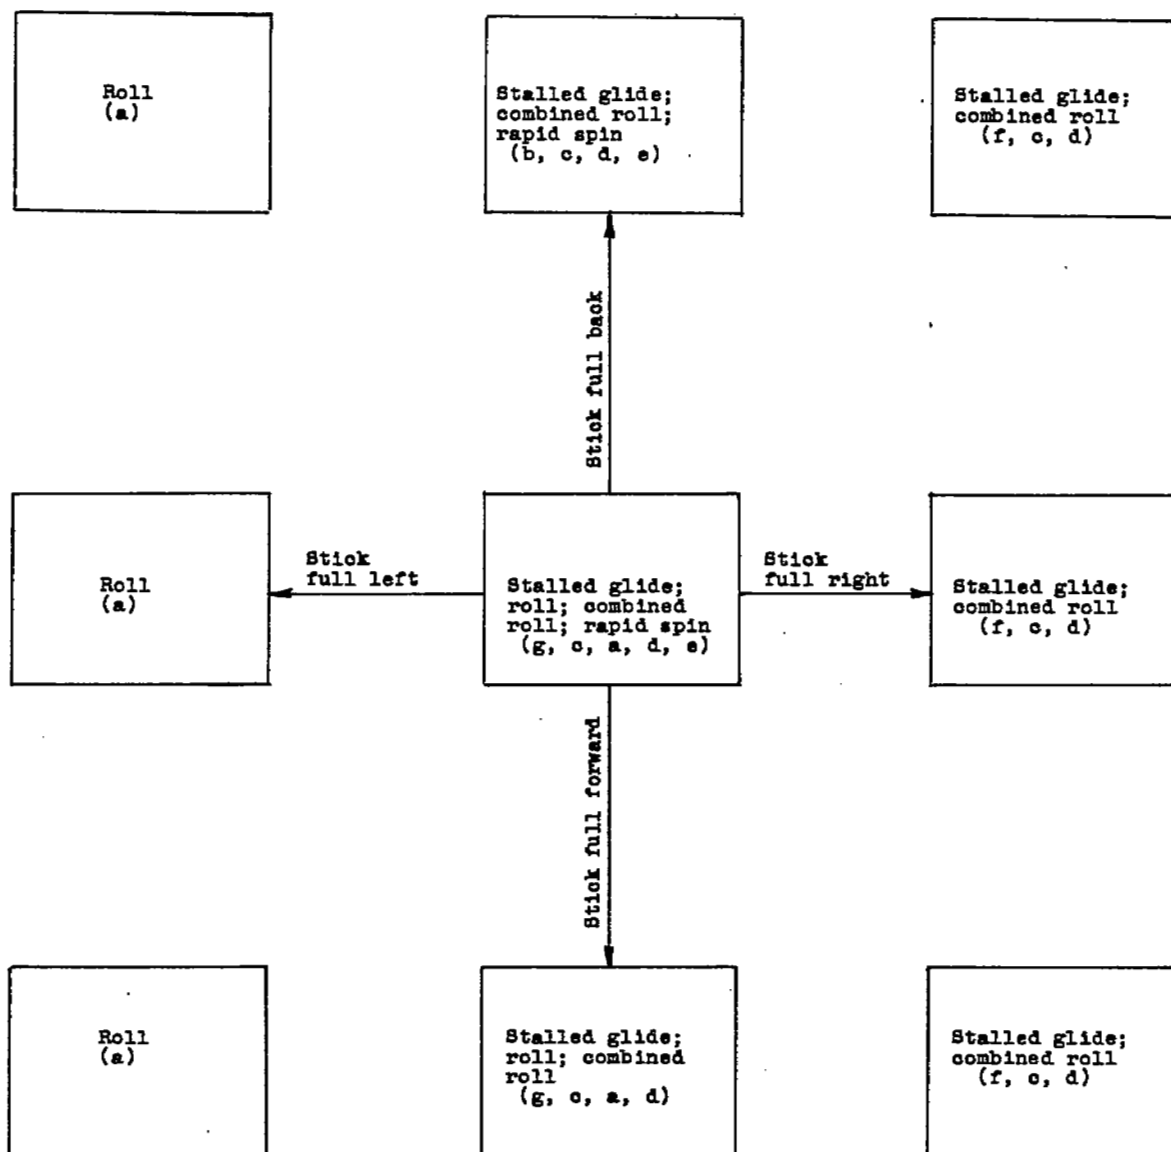 Roll
(a)
Stalled glide;
combined roll;
rapid spin
(b, c, d, e)
Stalled glide;
combined roll
(f, c, d)
Stick full back
Roll
(a)
Stick
full left
Stalled glide;
roll; combined
roll; rapid spin
(g, c, a, d, e)
Stick
full right
Stalled glide;
combined roll
(f, c, d)
Stick full forward
Roll
(a)
Stalled glide;
roll; combined
roll
(g, c, a, d)
Stalled glide;
combined roll
(f, c, d)